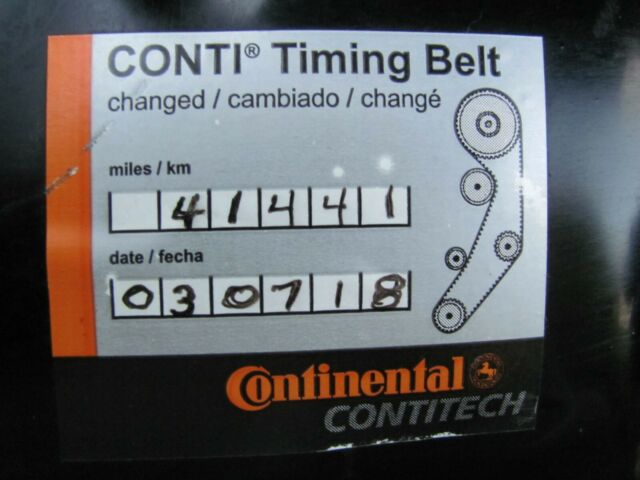 CONTI® Timing Belt
changed / cambiado / changé
miles / km
41441
date / fecha
030718
Continental
CONTITECH